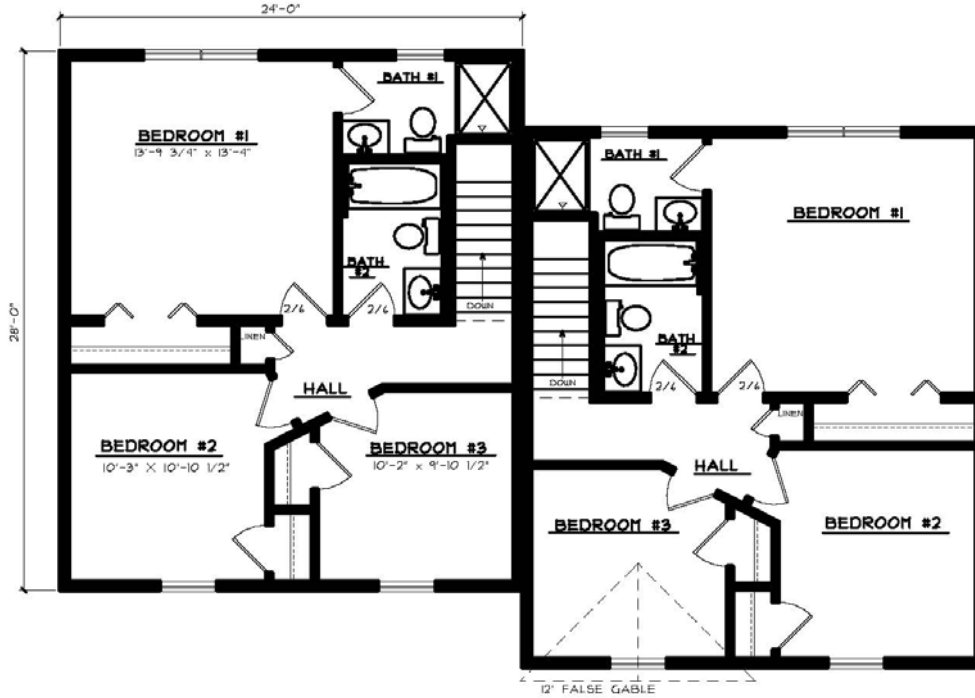 24'-0"
28'-0"
BATH #1
BEDROOM #1
13'-9 3/4" x 13'-4"
BATH
#2
DOWN
2/6
2/6
LINEN
HALL
BEDROOM #2
10'-3" X 10'-10 1/2"
BEDROOM #3
10'-2" x 9'-10 1/2"
BATH #1
BEDROOM #1
BATH
#2
DOWN
2/6
2/6
LINEN
HALL
BEDROOM #3
BEDROOM #2
12' FALSE GABLE